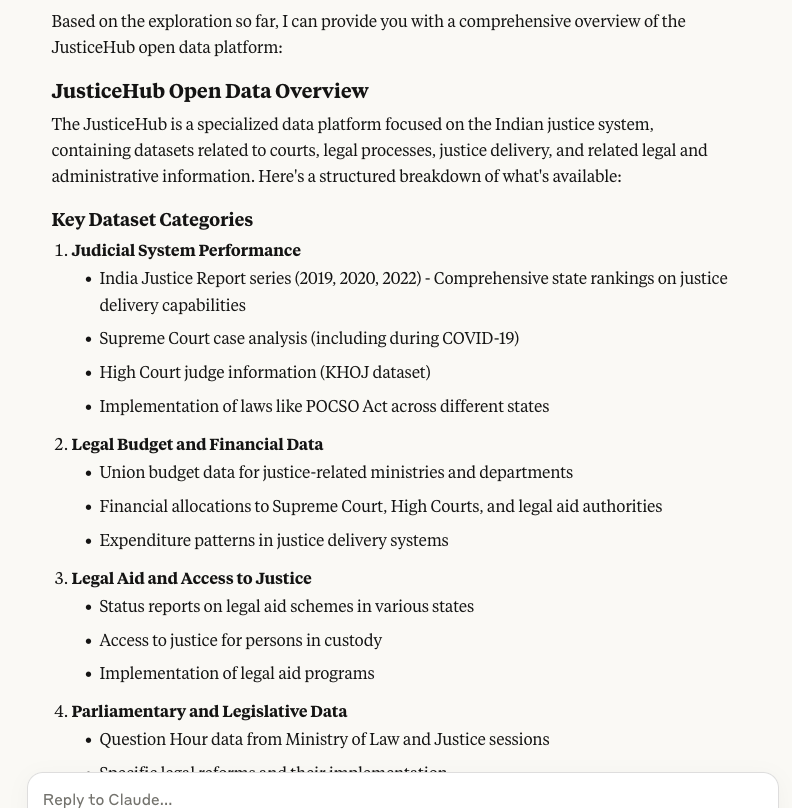 Based on the exploration so far, I can provide you with a comprehensive overview of the
JusticeHub open data platform:
JusticeHub Open Data Overview
The JusticeHub is a specialized data platform focused on the Indian justice system,
containing datasets related to courts, legal processes, justice delivery, and related legal and
administrative information. Here's a structured breakdown of what's available:
Key Dataset Categories
1. Judicial System Performance
• India Justice Report series (2019, 2020, 2022) - Comprehensive state rankings on justice
delivery capabilities
• Supreme Court case analysis (including during COVID-19)
• High Court judge information (KHOJ dataset)
• Implementation of laws like POCSO Act across different states
2. Legal Budget and Financial Data
• Union budget data for justice-related ministries and departments
• Financial allocations to Supreme Court, High Courts, and legal aid authorities
• Expenditure patterns in justice delivery systems
3. Legal Aid and Access to Justice
• Status reports on legal aid schemes in various states
• Access to justice for persons in custody
• Implementation of legal aid programs
4. Parliamentary and Legislative Data
• Question Hour data from Ministry of Law and Justice sessions
• Specific legal reforms and their implementation
Reply to Claude...